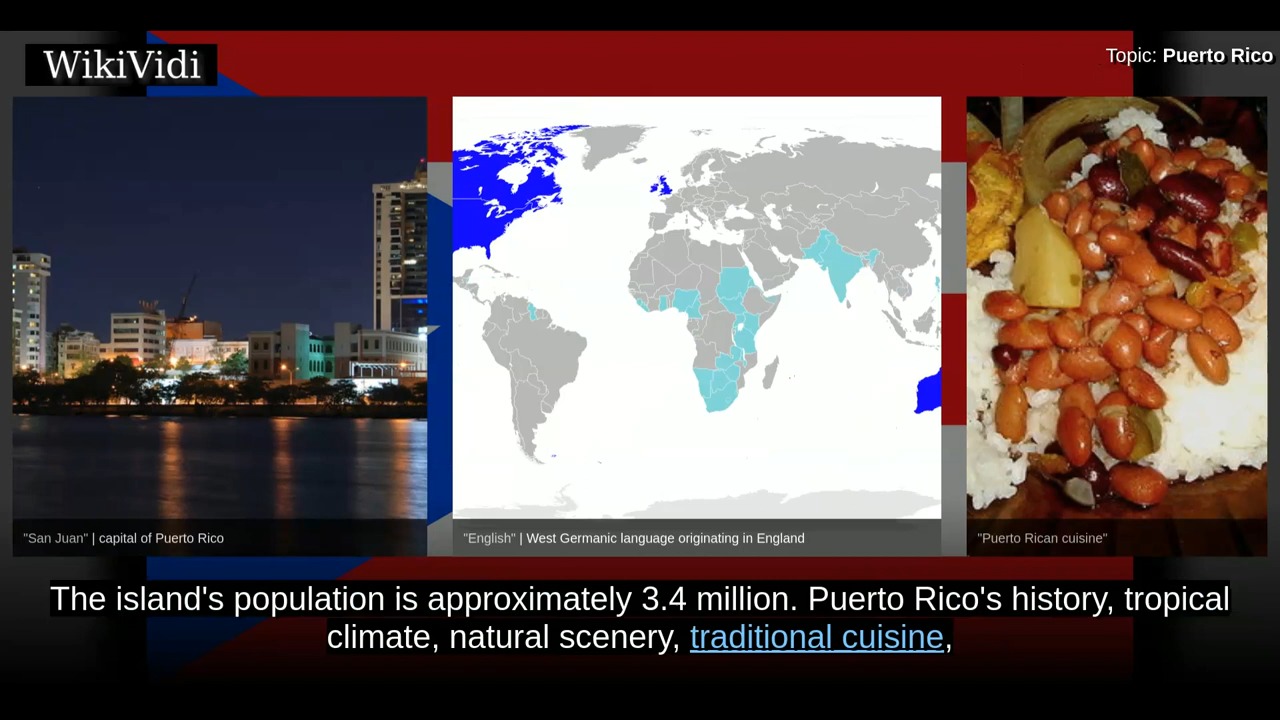 WikiVidi
Topic: Puerto Rico
"San Juan" | capital of Puerto Rico
"English" | West Germanic language originating in England
"Puerto Rican cuisine"
The island's population is approximately 3.4 million. Puerto Rico's history, tropical
climate, natural scenery, traditional cuisine,